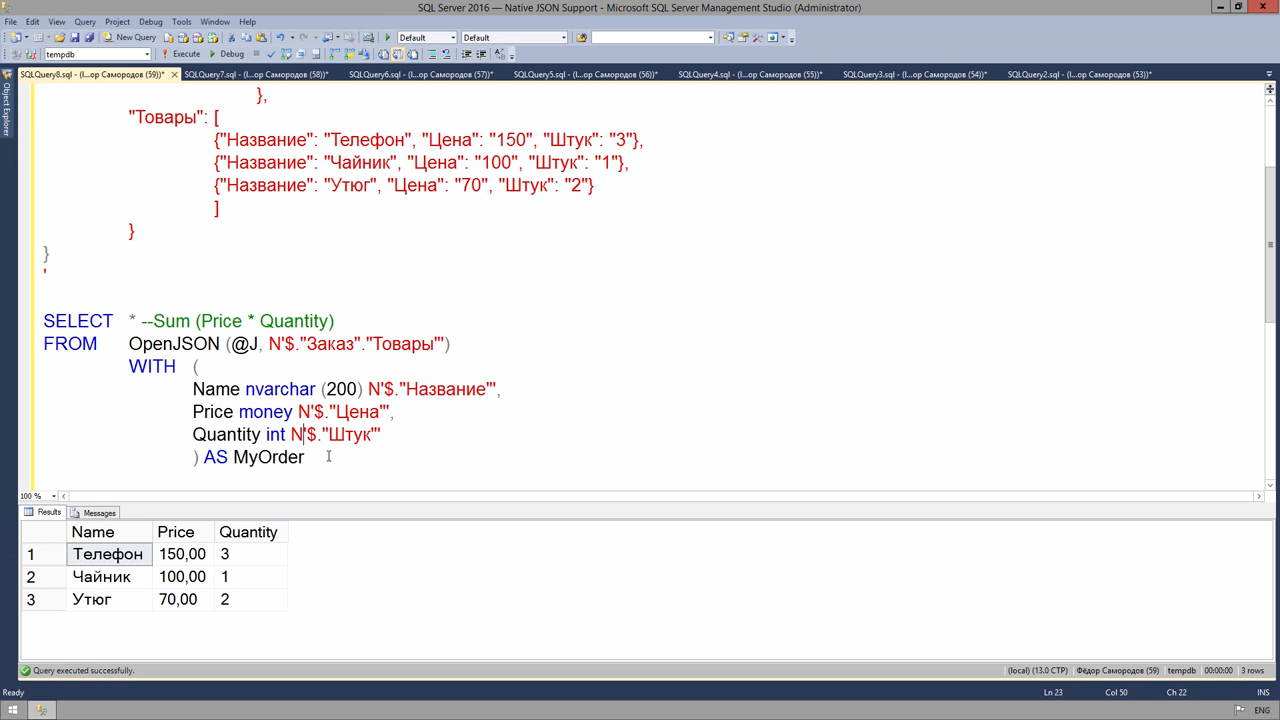 SQL Server 2016 — Native JSON Support - Microsoft SQL Server Management Studio (Administrator)
File Edit View Query Project Debug Tools Window Help
New Query Default Default
tempdb Execute Debug
SQLQuery8.sql - (l...ор Самородов (59))* SQLQuery7.sql - (l...ор Самородов (58))* SQLQuery6.sql - (l...ор Самородов (57))* SQLQuery5.sql - (l...ор Самородов (56))* SQLQuery4.sql - (l...ор Самородов (55))* SQLQuery3.sql - (l...ор Самородов (54))* SQLQuery2.sql - (l...ор Самородов (53))*
Object Explorer
},
"Товары": [
{"Название": "Телефон", "Цена": "150", "Штук": "3"},
{"Название": "Чайник", "Цена": "100", "Штук": "1"},
{"Название": "Утюг", "Цена": "70", "Штук": "2"}
]
}
}
'
SELECT * --Sum (Price * Quantity)
FROM OpenJSON (@J, N'$."Заказ"."Товары"')
WITH (
Name nvarchar (200) N'$."Название"',
Price money N'$."Цена"',
Quantity int N'$."Штук"'
) AS MyOrder
100 %
Results Messages
Name Price Quantity
1 Телефон 150,00 3
2 Чайник 100,00 1
3 Утюг 70,00 2
Query executed successfully. (local) (13.0 CTP) Фёдор Самородов (59) tempdb 00:00:00 3 rows
Ready Ln 23 Col 50 Ch 22 INS
ENG